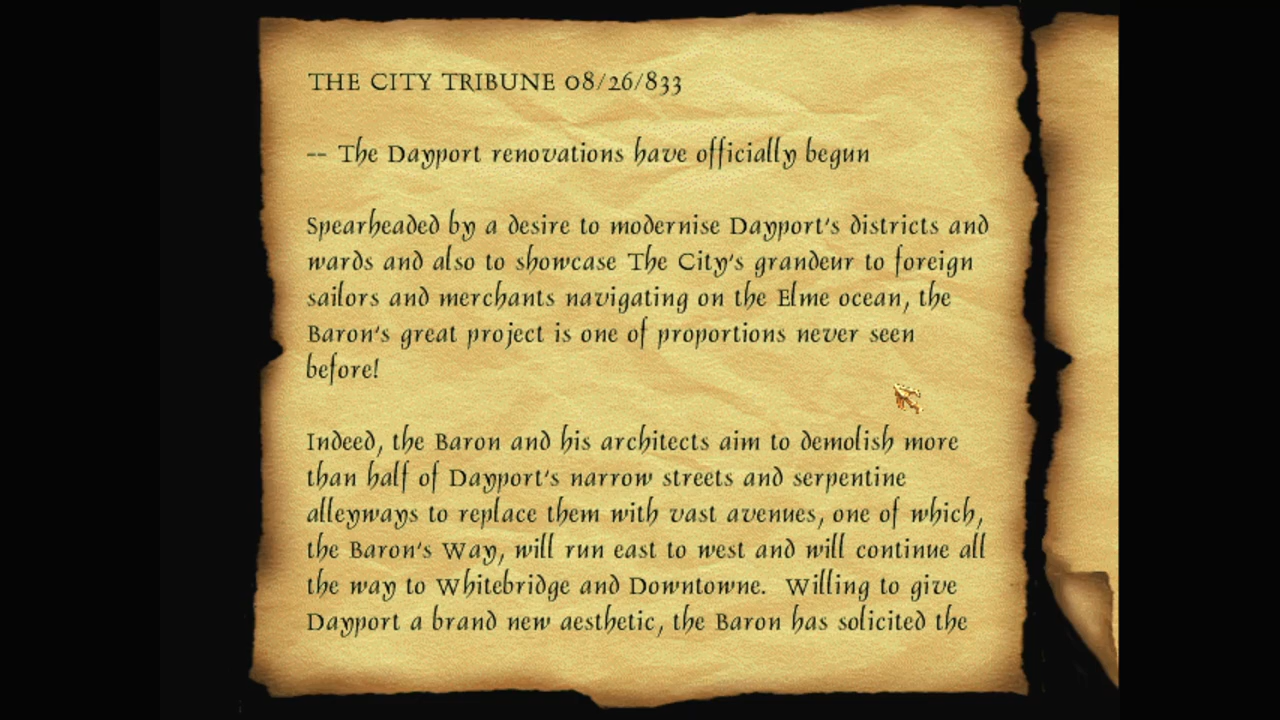 THE CITY TRIBUNE 08/26/833
-- The Dayport renovations have officially begun
Spearheaded by a desire to modernise Dayport's districts and
wards and also to showcase The City's grandeur to foreign
sailors and merchants navigating on the Elme ocean, the
Baron's great project is one of proportions never seen
before!
Indeed, the Baron and his architects aim to demolish more
than half of Dayport's narrow streets and serpentine
alleyways to replace them with vast avenues, one of which,
the Baron's Way, will run east to west and will continue all
the way to Whitebridge and Downtowne.  Willing to give
Dayport a brand new aesthetic, the Baron has solicited the